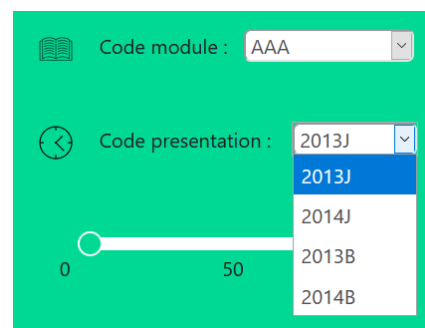 Code module : AAA
Code presentation : 2013J
2013J
2014J
2013B
2014B
0 50